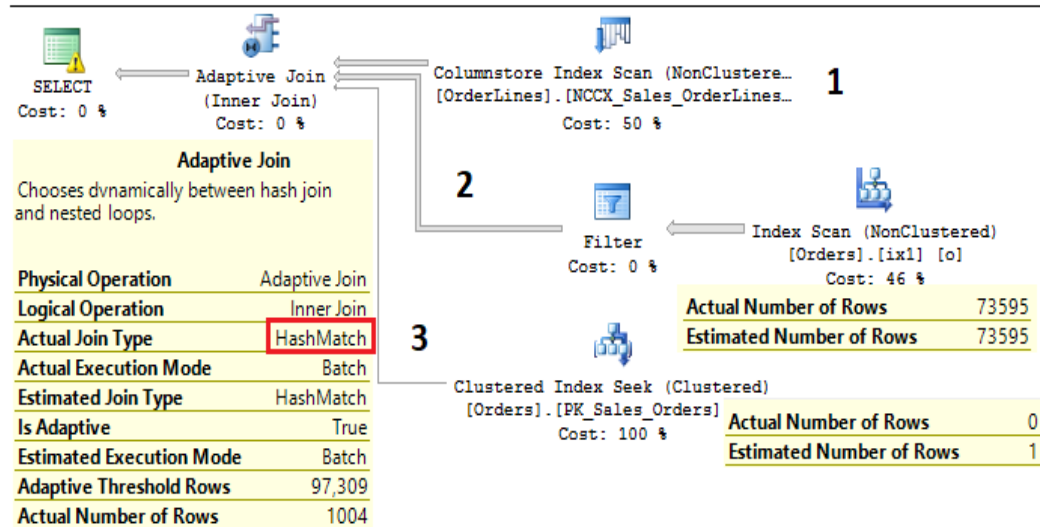 SELECT
Cost: 0 %
Adaptive Join
(Inner Join)
Cost: 0 %
Columnstore Index Scan (NonClustere…
[OrderLines].[NCCX_Sales_OrderLines…
Cost: 50 %
1
Adaptive Join
Chooses dynamically between hash join
and nested loops.
Physical Operation Adaptive Join
Logical Operation Inner Join
Actual Join Type HashMatch
Actual Execution Mode Batch
Estimated Join Type HashMatch
Is Adaptive True
Estimated Execution Mode Batch
Adaptive Threshold Rows 97,309
Actual Number of Rows 1004
2
Filter
Cost: 0 %
Index Scan (NonClustered)
[Orders].[ix1] [o]
Cost: 46 %
Actual Number of Rows 73595
Estimated Number of Rows 73595
3
Clustered Index Seek (Clustered)
[Orders].[PK_Sales_Orders]
Cost: 100 %
Actual Number of Rows 0
Estimated Number of Rows 1